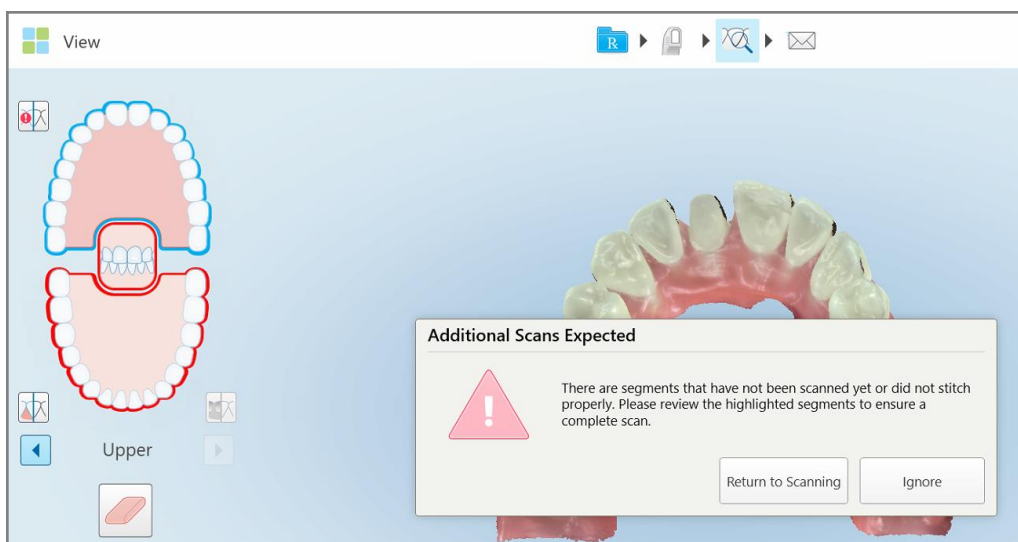 View
R
Additional Scans Expected
There are segments that have not been scanned yet or did not stitch
properly. Please review the highlighted segments to ensure a
complete scan.
Upper
Return to Scanning
Ignore